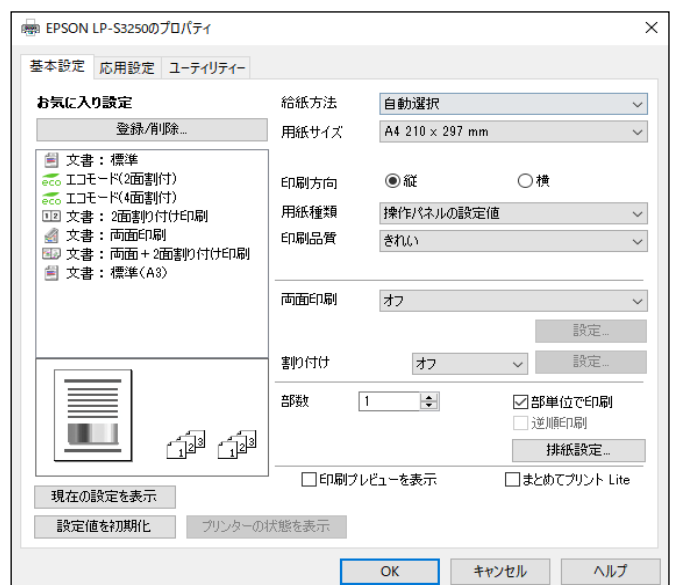 EPSON LP-S3250のプロパティ
基本設定 応用設定 ユーティリティー
お気に入り設定
登録/削除...
文書：標準
eco エコモード(2面割付)
eco エコモード(4面割付)
12 文書：2面割り付け印刷
文書：両面印刷
文書：両面＋2面割り付け印刷
文書：標準(A3)
1 2 3 1 2 3
現在の設定を表示
設定値を初期化 プリンターの状態を表示
給紙方法 自動選択
用紙サイズ A4 210 x 297 mm
印刷方向 縦 横
用紙種類 操作パネルの設定値
印刷品質 きれい
両面印刷 オフ
設定...
割り付け オフ 設定...
部数 1 部単位で印刷
逆順印刷
排紙設定...
印刷プレビューを表示 まとめてプリント Lite
OK キャンセル ヘルプ